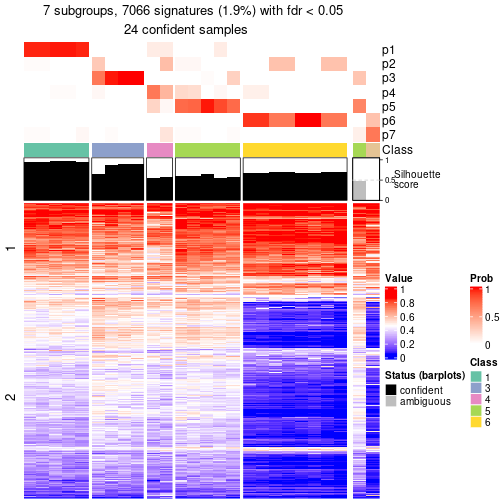 7 subgroups, 7066 signatures (1.9%) with fdr < 0.05
24 confident samples
p1
p2
p3
p4
p5
p6
p7
Class
1
0.5
0
Silhouette
score
1
2
Value
1
0.8
0.6
0.4
0.2
0
Status (barplots)
confident
ambiguous
Prob
1
0.5
0
Class
1
3
4
5
6